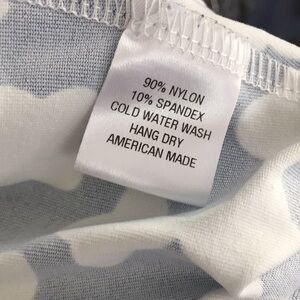 90% NYLON
10% SPANDEX
COLD WATER WASH
HANG DRY
AMERICAN MADE